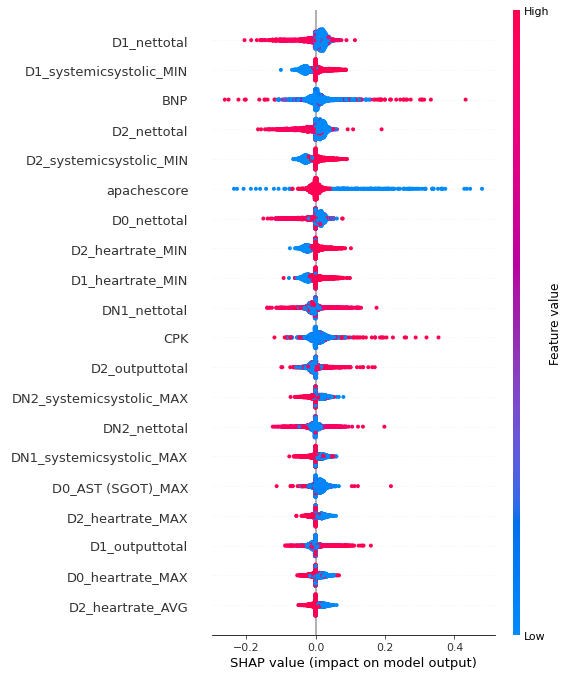 High
D1_nettotal
D1_systemicsystolic_MIN
BNP
D2_nettotal
D2_systemicsystolic_MIN
apachescore
D0_nettotal
D2_heartrate_MIN
D1_heartrate_MIN
DN1_nettotal
CPK
D2_outputtotal
DN2_systemicsystolic_MAX
DN2_nettotal
DN1_systemicsystolic_MAX
D0_AST (SGOT)_MAX
D2_heartrate_MAX
D1_outputtotal
D0_heartrate_MAX
D2_heartrate_AVG
Feature value
Low
−0.2 0.0 0.2 0.4
SHAP value (impact on model output)